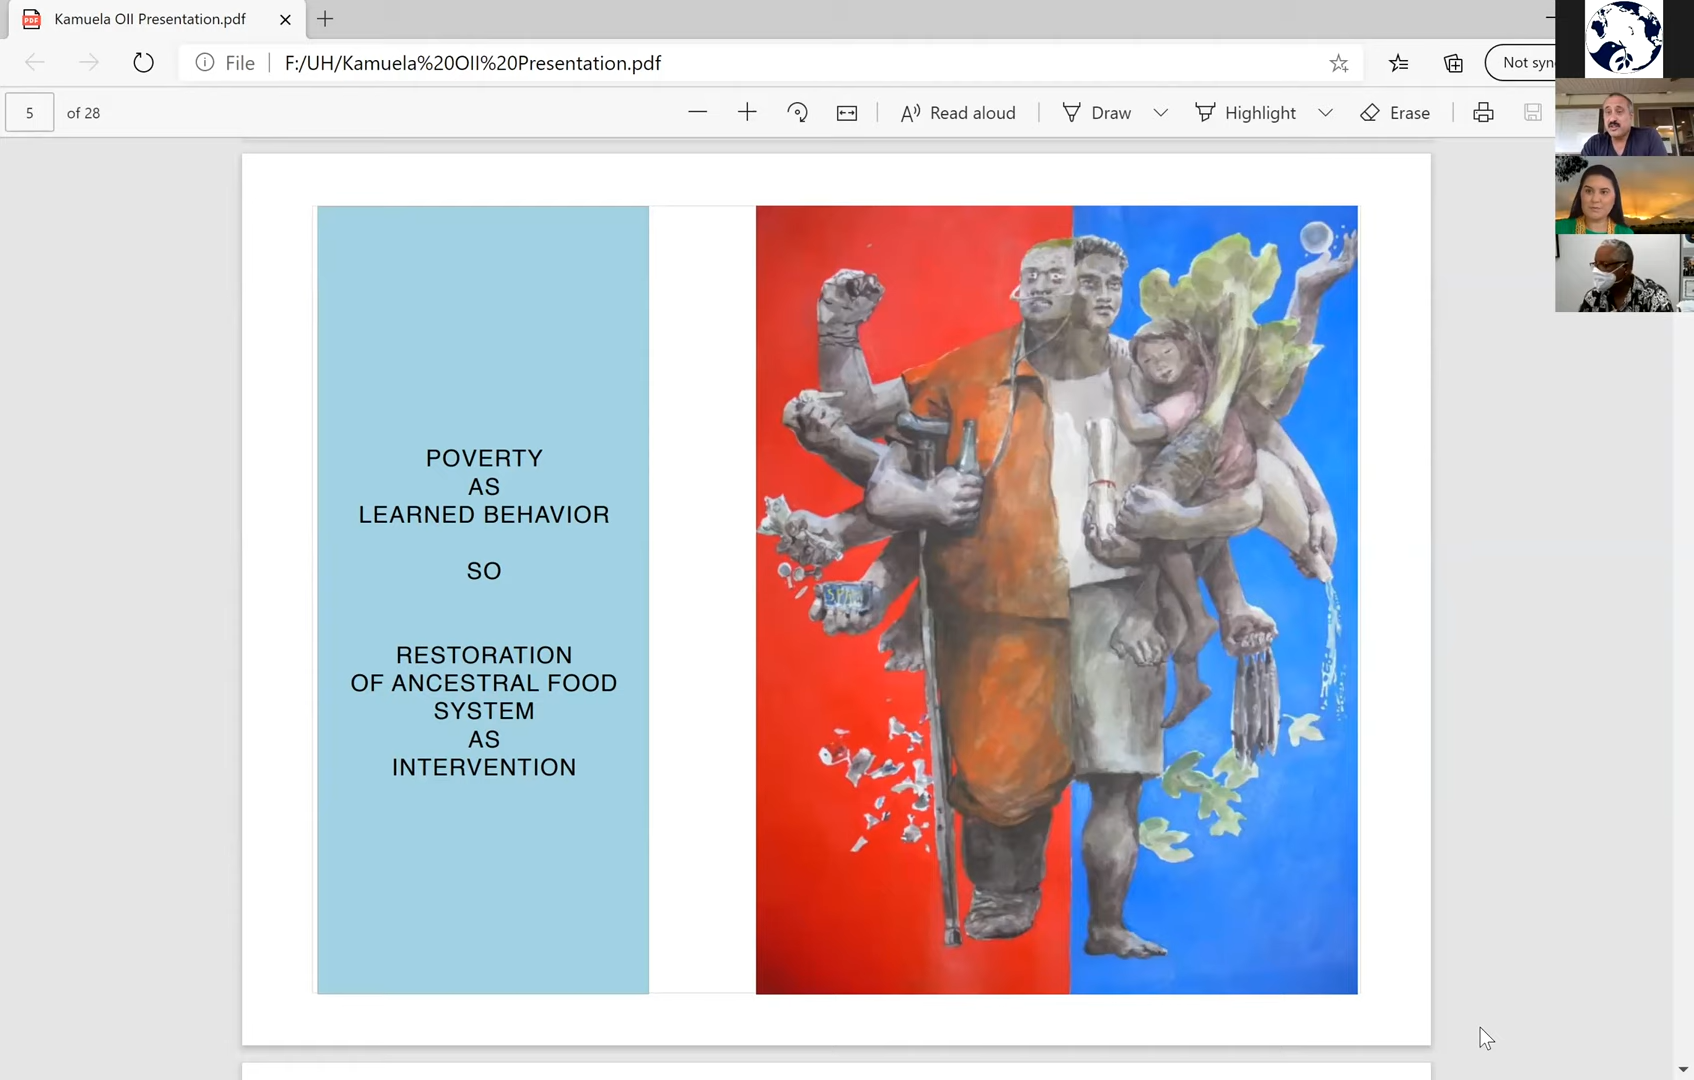 Kamuela OII Presentation.pdf
File
F:/UH/Kamuela%20OII%20Presentation.pdf
Not syn
5 of 28
Read aloud
Draw
Highlight
Erase
POVERTY
AS
LEARNED BEHAVIOR
SO
RESTORATION
OF ANCESTRAL FOOD
SYSTEM
AS
INTERVENTION